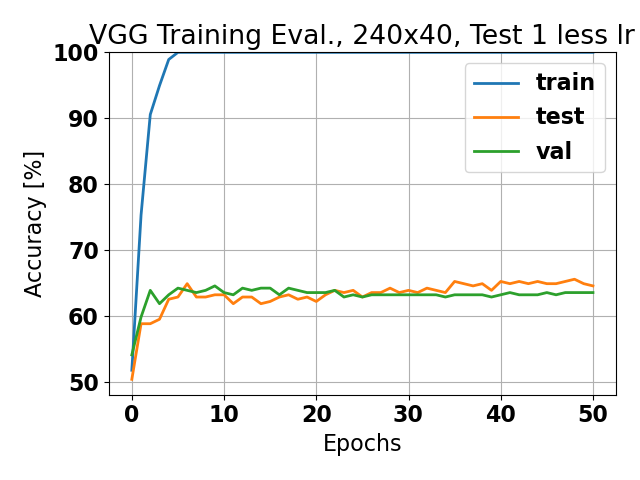 VGG Training Eval., 240x40, Test 1 less lr
100
90
80
70
60
50
Accuracy [%]
train
test
val
0 10 20 30 40 50
Epochs